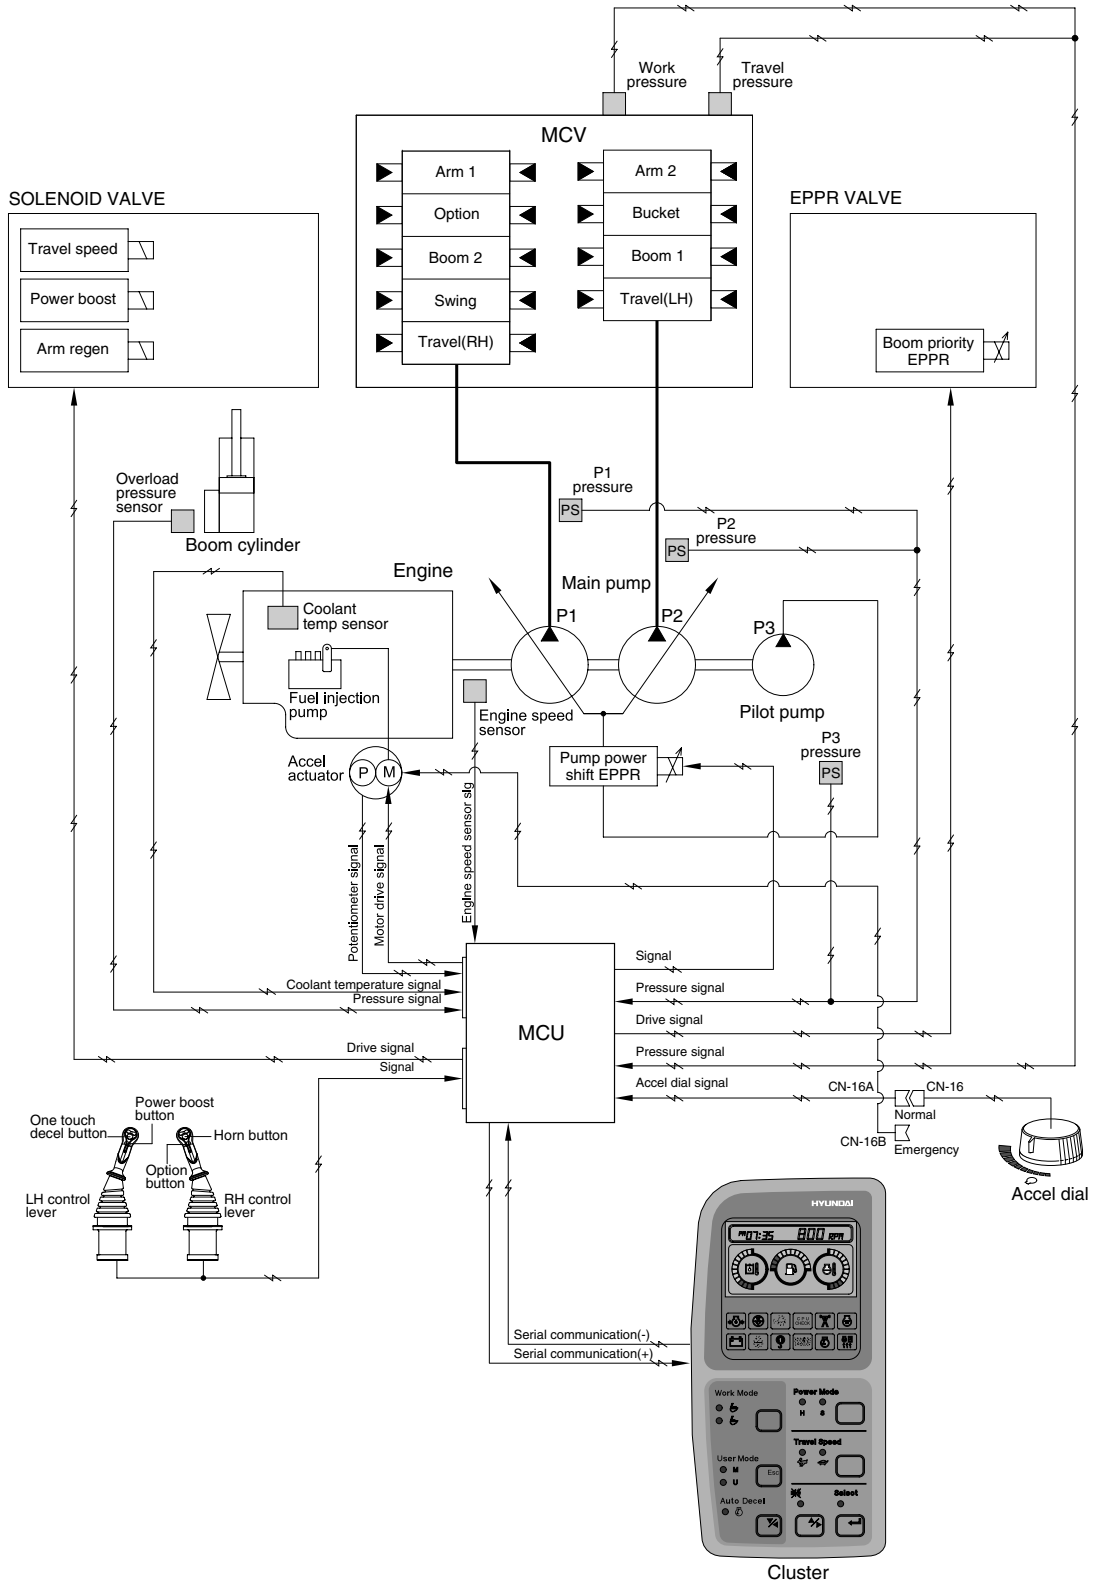 Work
pressure
Travel
pressure
MCV
Arm 1
Option
Boom 2
Swing
Travel(RH)
Arm 2
Bucket
Boom 1
Travel(LH)
SOLENOID VALVE
Travel speed
Power boost
Arm regen
EPPR VALVE
Boom priority
EPPR
Overload
pressure
sensor
Boom cylinder
P1
pressure
PS
P2
pressure
PS
Engine
Main pump
Coolant
temp sensor
Fuel injection
pump
P1
P2
P3
Pilot pump
Engine speed
sensor
Accel
actuator
P
M
Pump power
shift EPPR
P3
pressure
PS
Potentiometer signal
Motor drive signal
Engine speed sensor sig
Coolant temperature signal
Pressure signal
Drive signal
Signal
MCU
Signal
Pressure signal
Drive signal
Pressure signal
Accel dial signal
CN-16A
CN-16
Normal
CN-16B
Emergency
Accel dial
One touch
decel button
Power boost
button
Horn button
Option
button
LH control
lever
RH control
lever
Serial communication(-)
Serial communication(+)
HYUNDAI
PM 07:35
800 RPM
CPU
CHECK
Work Mode
Power Mode
H
S
Travel Speed
User Mode
M
U
Esc
Auto Decel
Select
Cluster